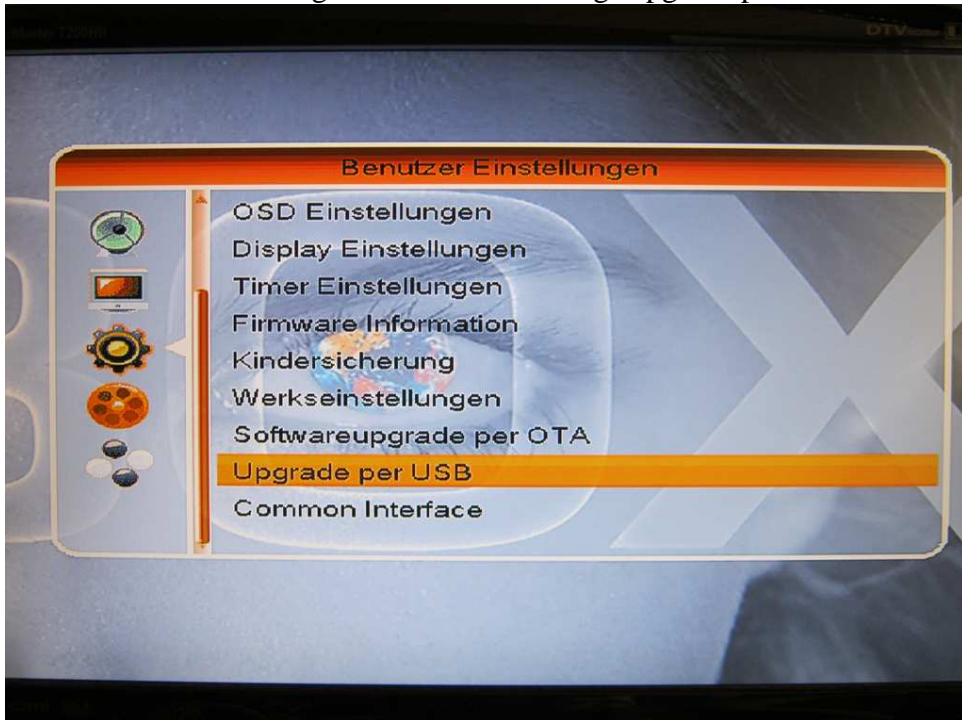 DTV
Benutzer Einstellungen
OSD Einstellungen
Display Einstellungen
Timer Einstellungen
Firmware Information
Kindersicherung
Werkseinstellungen
Softwareupgrade per OTA
Upgrade per USB
Common Interface